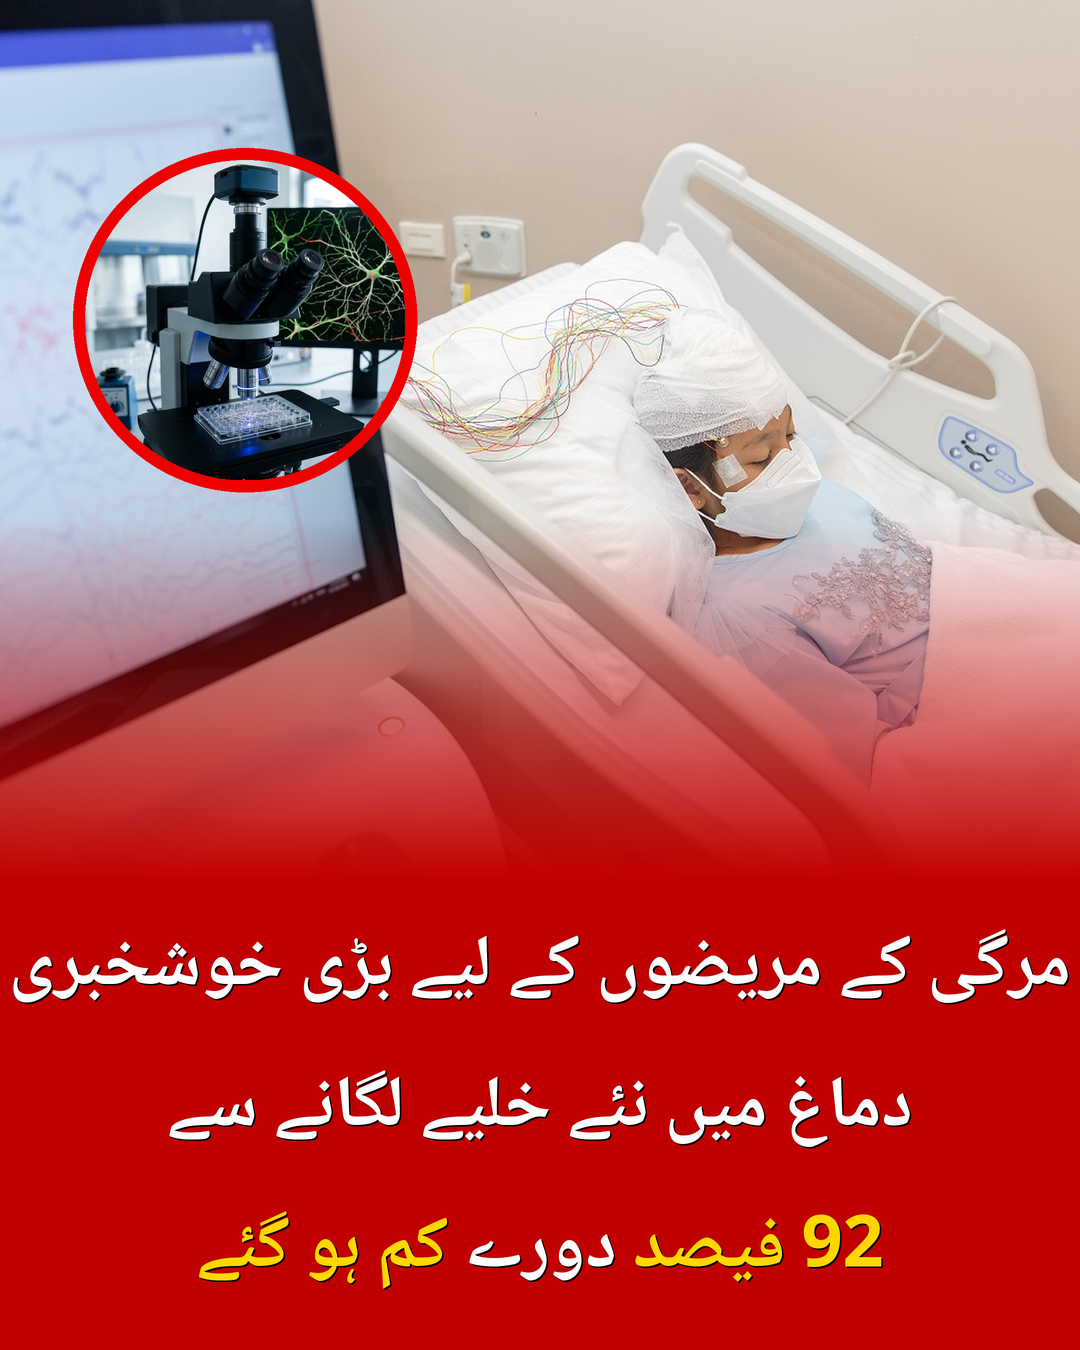 مرگی کے مریضوں کے لیے بڑی خوشخبری
دماغ میں نئے خلیے لگانے سے
92 فیصد دورے کم ہو گئے